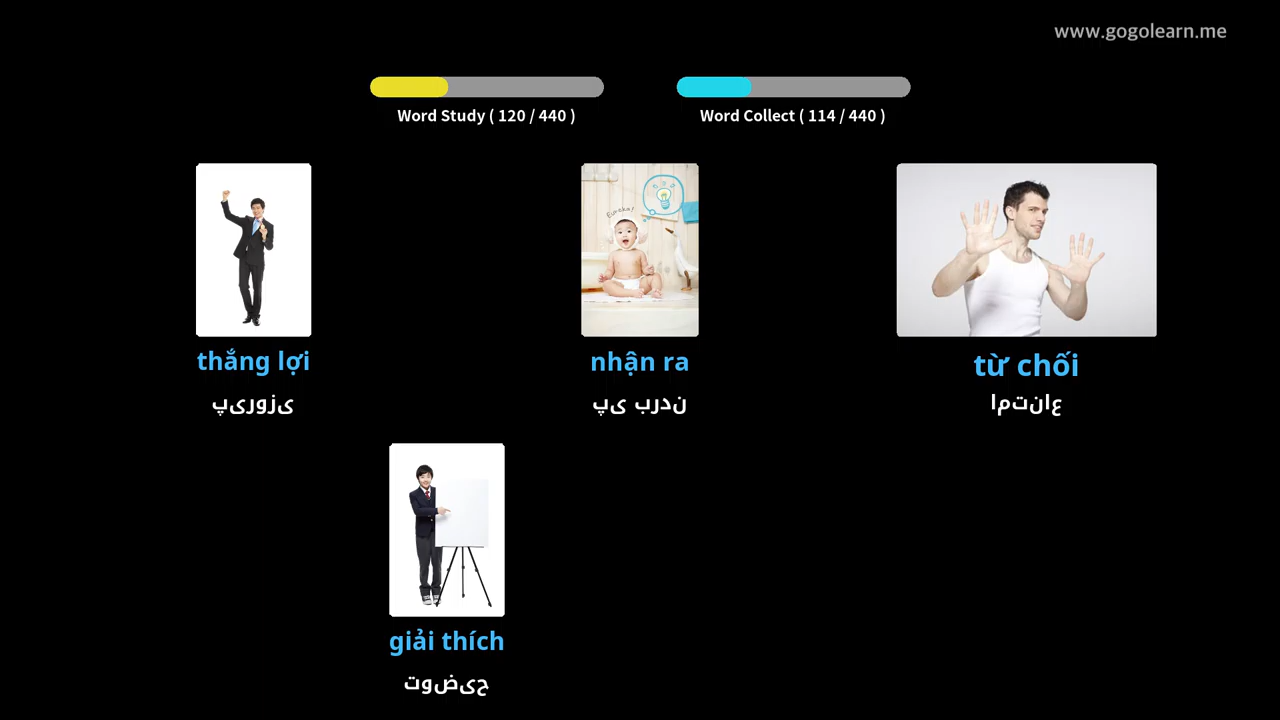 www.gogolearn.me
Word Study ( 120 / 440 )
Word Collect ( 114 / 440 )
Eureka!
thắng lợi
nhận ra
từ chối
پیروزی
پی بردن
امتناع
giải thích
توضیح